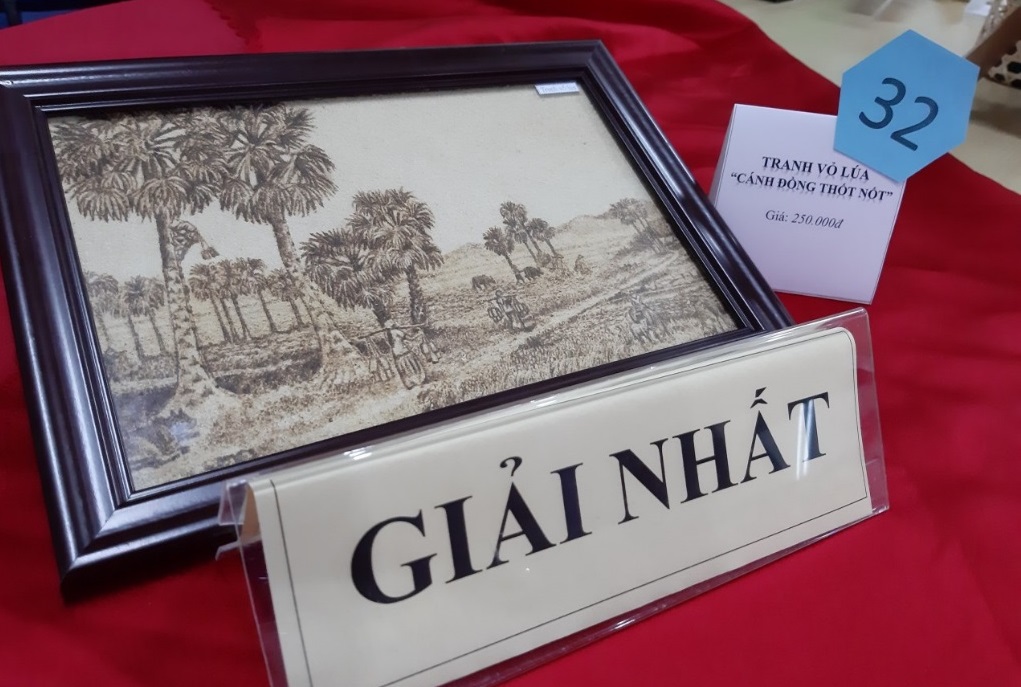 32
TRANH VỎ LÚA
“CÁNH ĐỒNG THỐT NỐT”
Giá: 250.000đ
GIẢI NHẤT